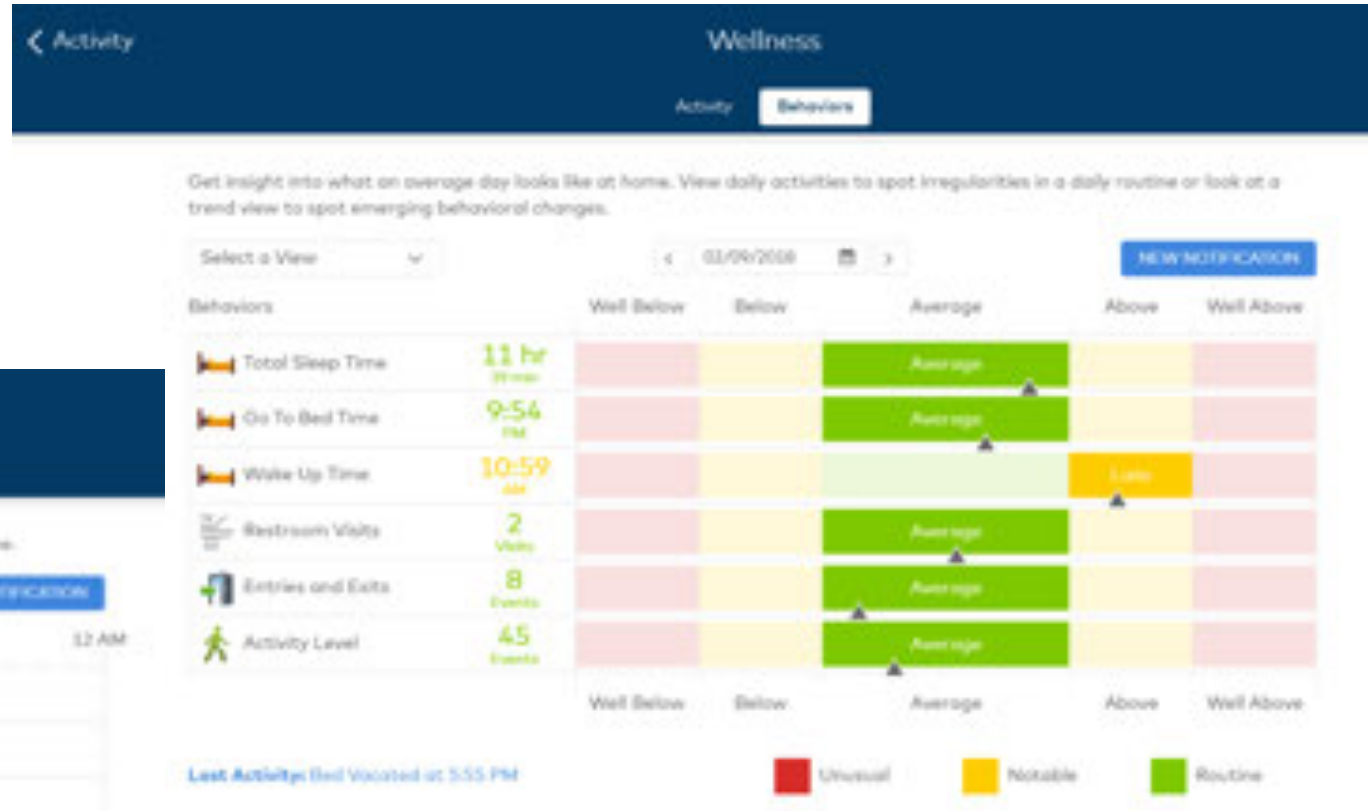 Activity
Wellness
Activity Behaviors
Get insight into what an average day looks like at home. View daily activities to spot irregularities in a daily routine or look at a
trend view to spot emerging behavioral changes.
Select a View
NEW NOTIFICATION
Behaviors Well Below Below Average Above Well Above
Total Sleep Time 11 hr Average
Go To Bed Time 9:54 PM Average
Wake Up Time 10:59 AM
Restroom Visits 2 Visits Average
Entries and Exits 8 Events Average
Activity Level 45 Events Average
Well Below Below Average Above Well Above
Last Activity: Bed Vacated at 5:55 PM
Unusual Notable Routine
12 AM